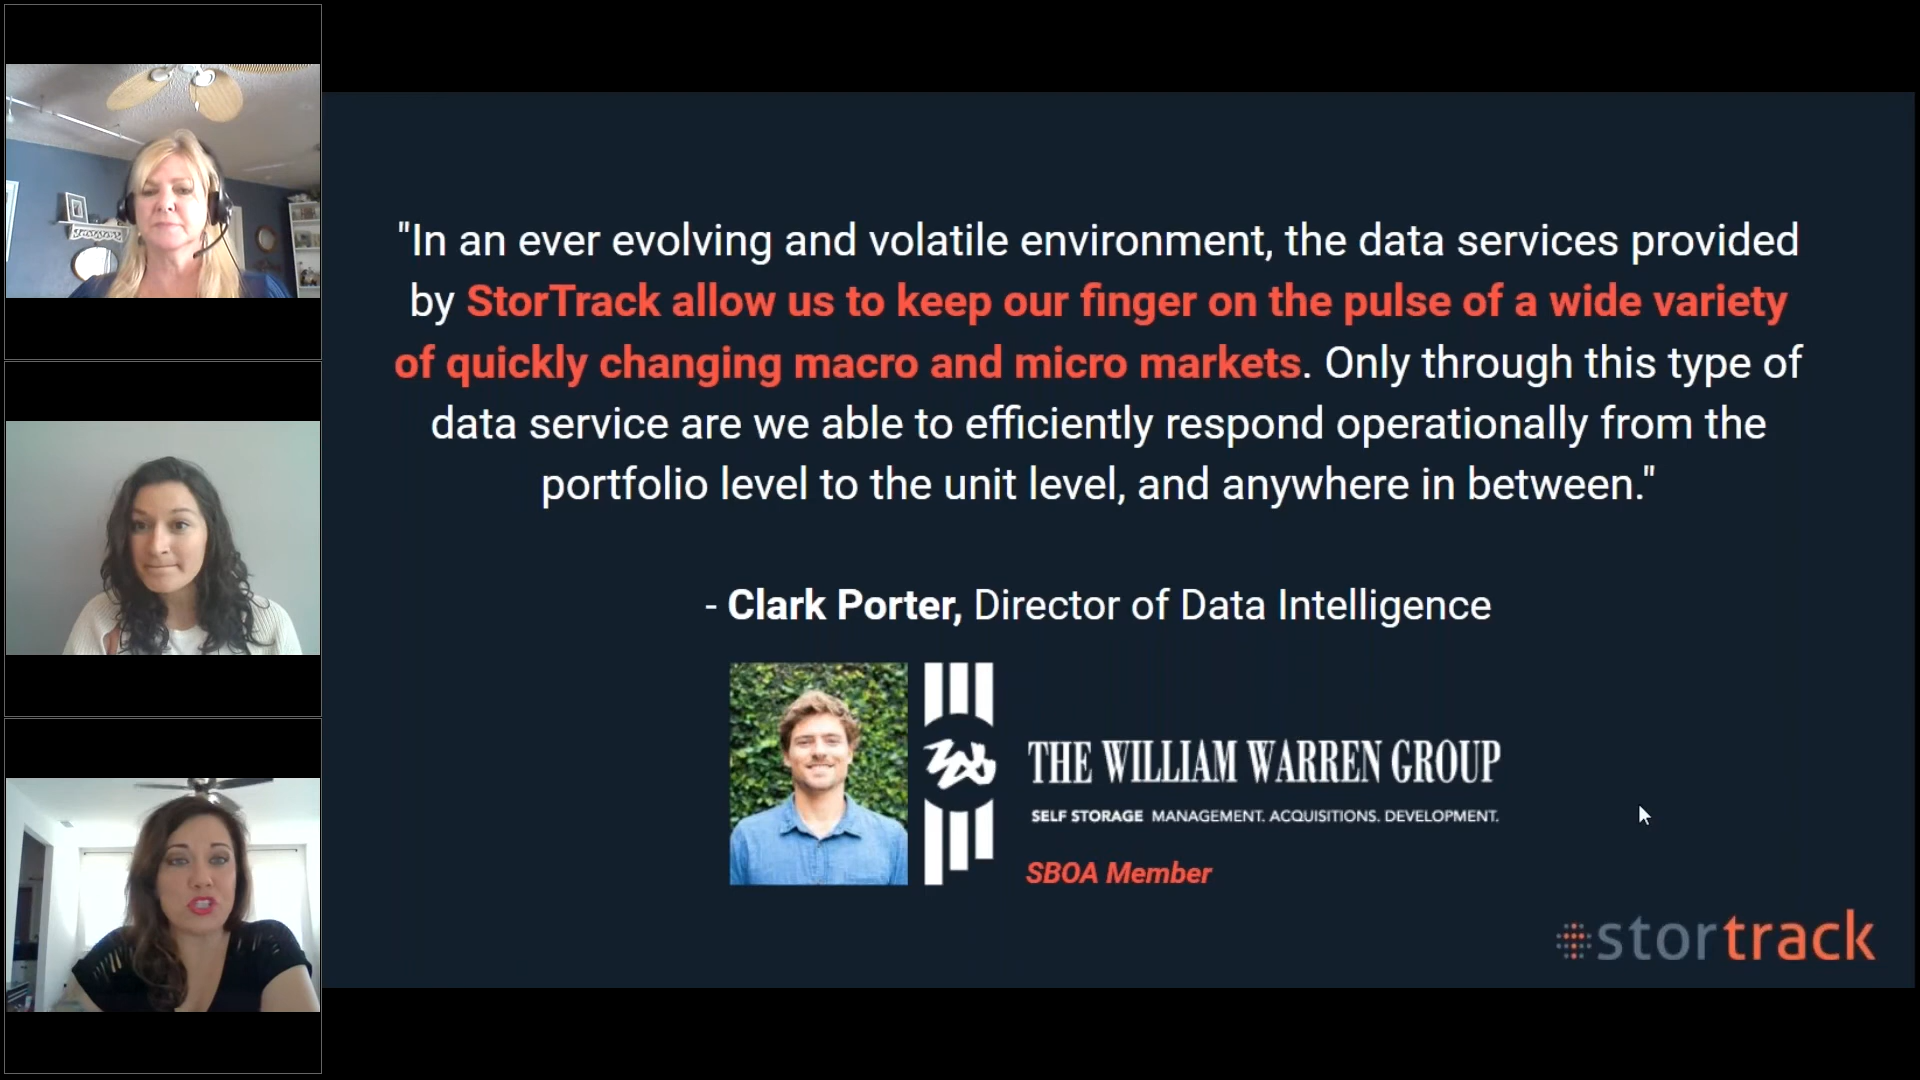 "In an ever evolving and volatile environment, the data services provided
by StorTrack allow us to keep our finger on the pulse of a wide variety
of quickly changing macro and micro markets. Only through this type of
data service are we able to efficiently respond operationally from the
portfolio level to the unit level, and anywhere in between."
- Clark Porter, Director of Data Intelligence
THE WILLIAM WARREN GROUP
SELF STORAGE MANAGEMENT. ACQUISITIONS. DEVELOPMENT.
SBOA Member
stortrack